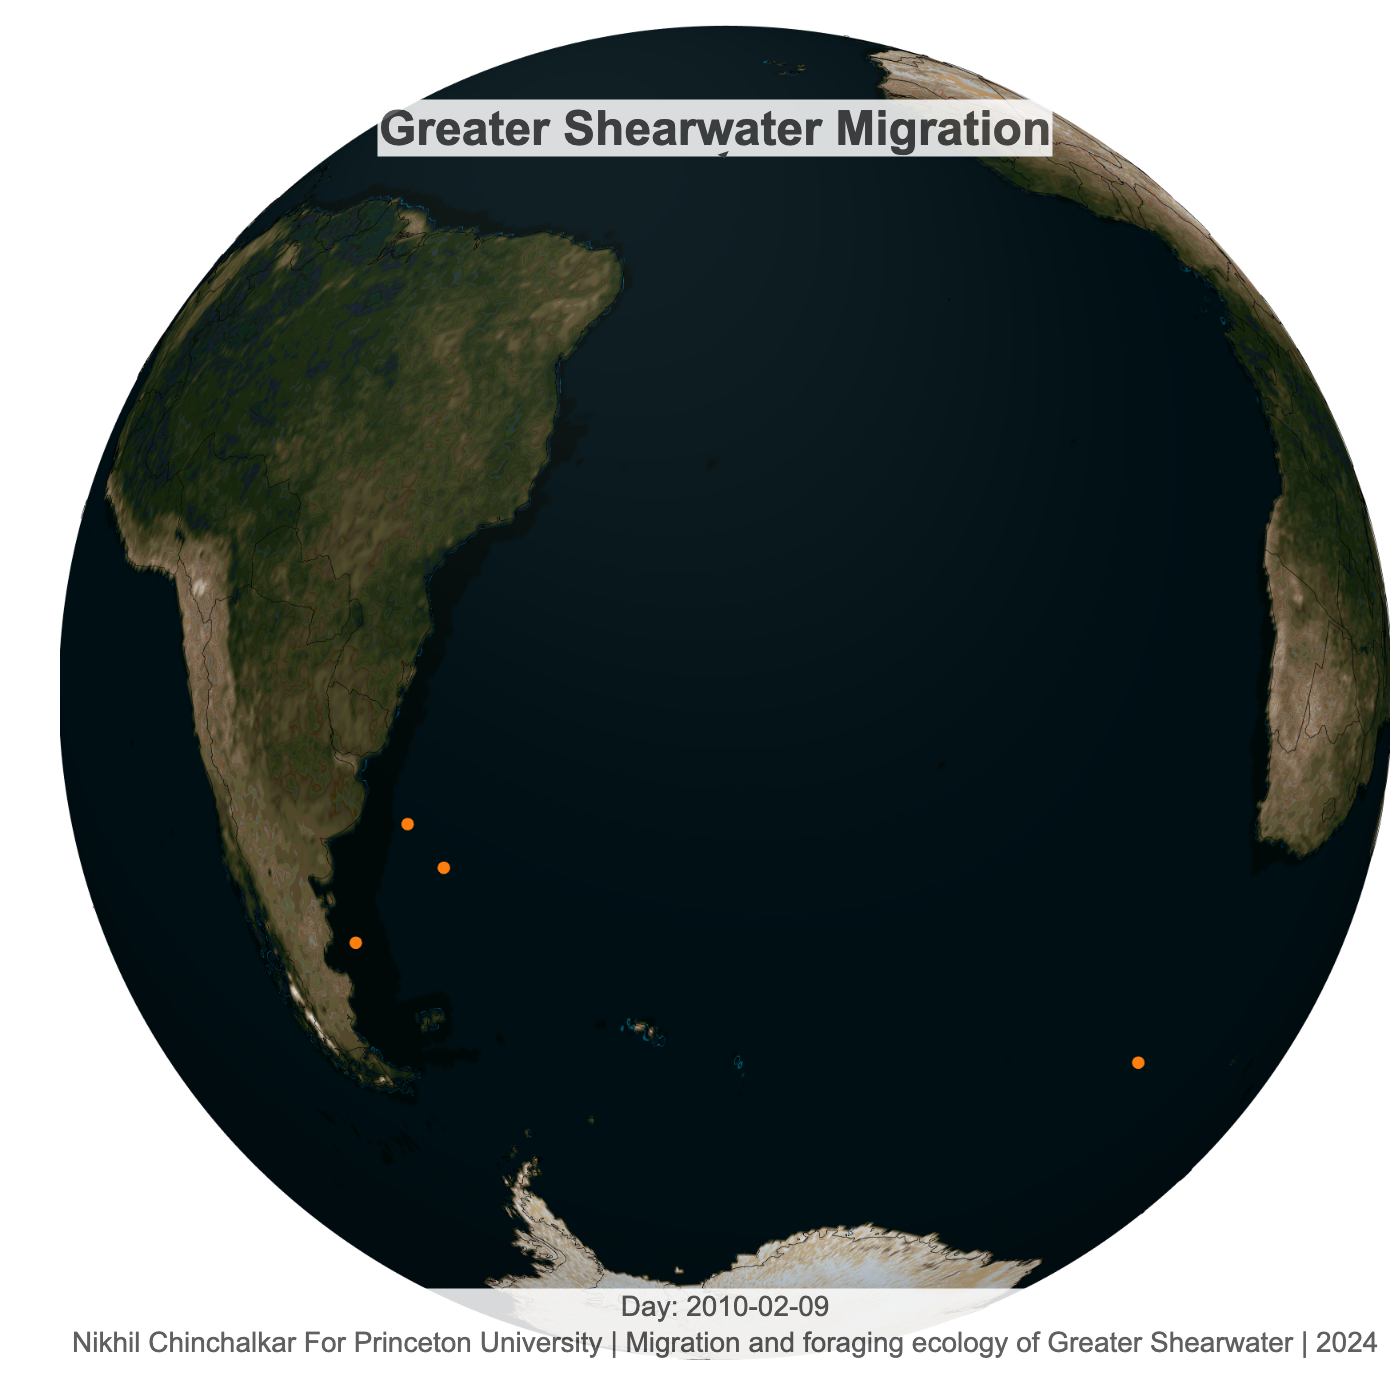 Greater Shearwater Migration
Day: 2010-02-09
Nikhil Chinchalkar For Princeton University | Migration and foraging ecology of Greater Shearwater | 2024